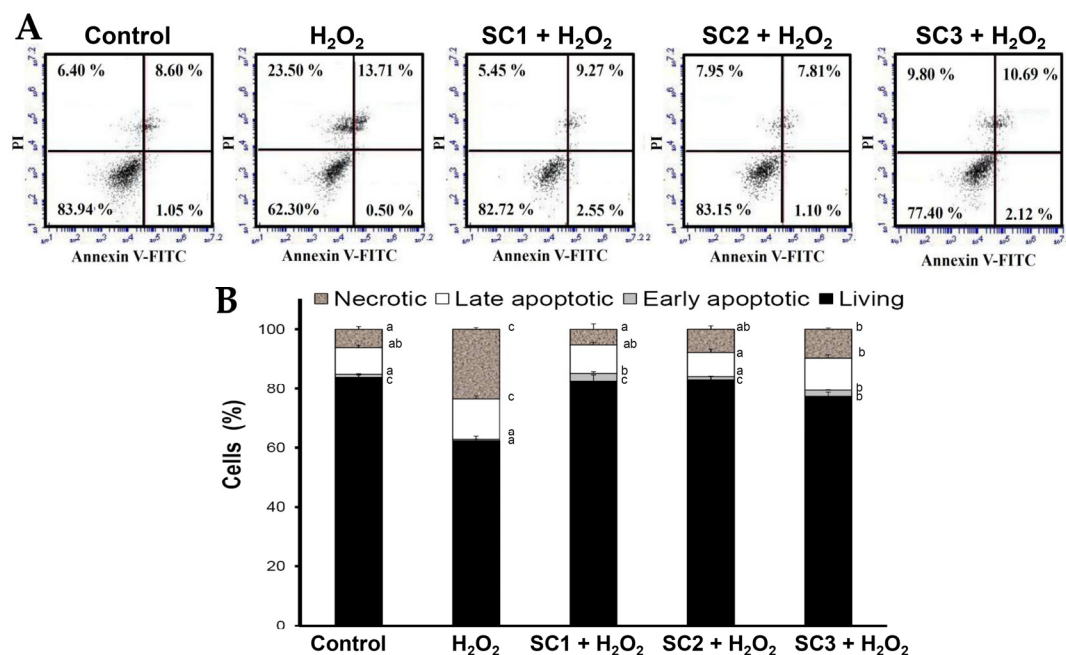 A
Control
H₂O₂
SC1 + H₂O₂
SC2 + H₂O₂
SC3 + H₂O₂
6.40 % 8.60 %
83.94 % 1.05 %
PI
Annexin V-FITC
23.50 % 13.71 %
62.30% 0.50 %
PI
Annexin V-FITC
5.45 % 9.27 %
82.72 % 2.55 %
PI
Annexin V-FITC
7.95 % 7.81%
83.15 % 1.10 %
PI
Annexin V-FITC
9.80 % 10.69 %
77.40 % 2.12 %
PI
Annexin V-FITC
B
Necrotic Late apoptotic Early apoptotic Living
Cells (%)
100
80
60
40
20
0
a
ab
a
c
c
c
a
a
a
ab
b
c
ab
a
a
c
b
b
b
b
Control H₂O₂ SC1 + H₂O₂ SC2 + H₂O₂ SC3 + H₂O₂